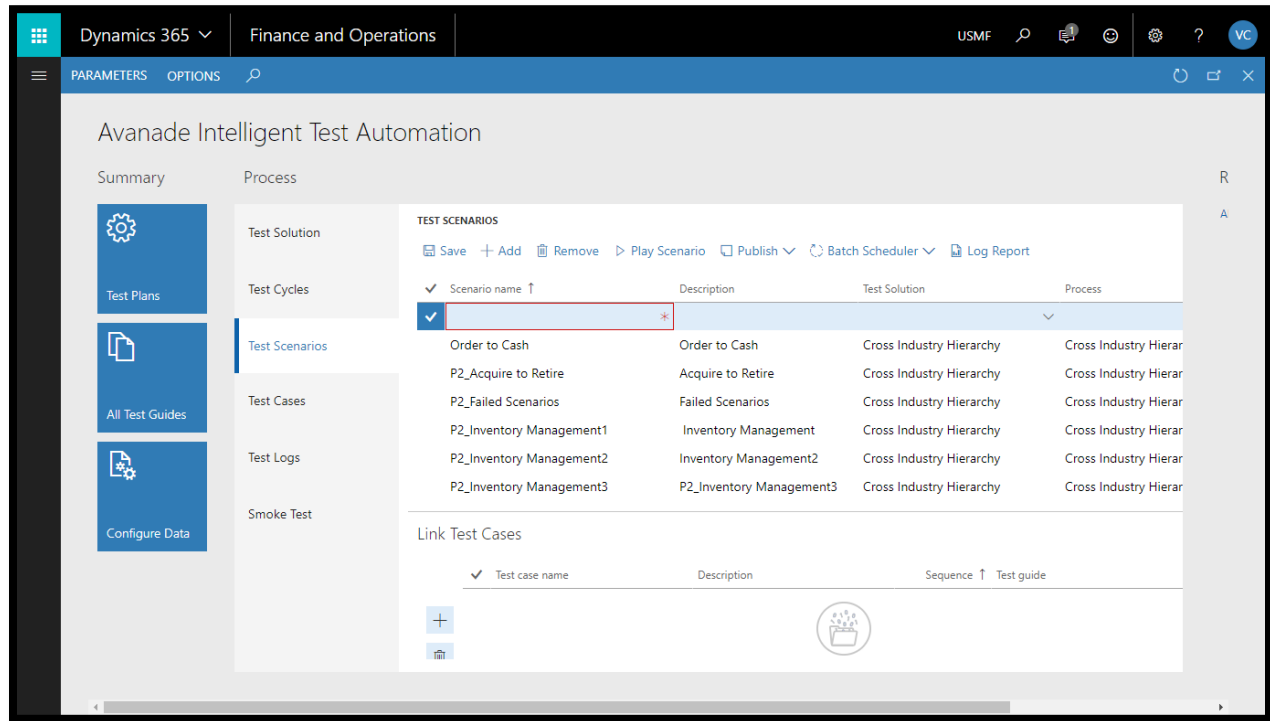 Dynamics 365
Finance and Operations
USMF
1
?
VC
PARAMETERS OPTIONS
Avanade Intelligent Test Automation
Summary
Test Plans
All Test Guides
Configure Data
Process
Test Solution
Test Cycles
Test Scenarios
Test Cases
Test Logs
Smoke Test
TEST SCENARIOS
Save Add Remove Play Scenario Publish Batch Scheduler Log Report
Scenario name ↑ Description Test Solution Process
*
Order to Cash Order to Cash Cross Industry Hierarchy Cross Industry Hierar
P2_Acquire to Retire Acquire to Retire Cross Industry Hierarchy Cross Industry Hierar
P2_Failed Scenarios Failed Scenarios Cross Industry Hierarchy Cross Industry Hierar
P2_Inventory Management1 Inventory Management Cross Industry Hierarchy Cross Industry Hierar
P2_Inventory Management2 Inventory Management2 Cross Industry Hierarchy Cross Industry Hierar
P2_Inventory Management3 P2_Inventory Management3 Cross Industry Hierarchy Cross Industry Hierar
Link Test Cases
Test case name Description Sequence ↑ Test guide
R
A